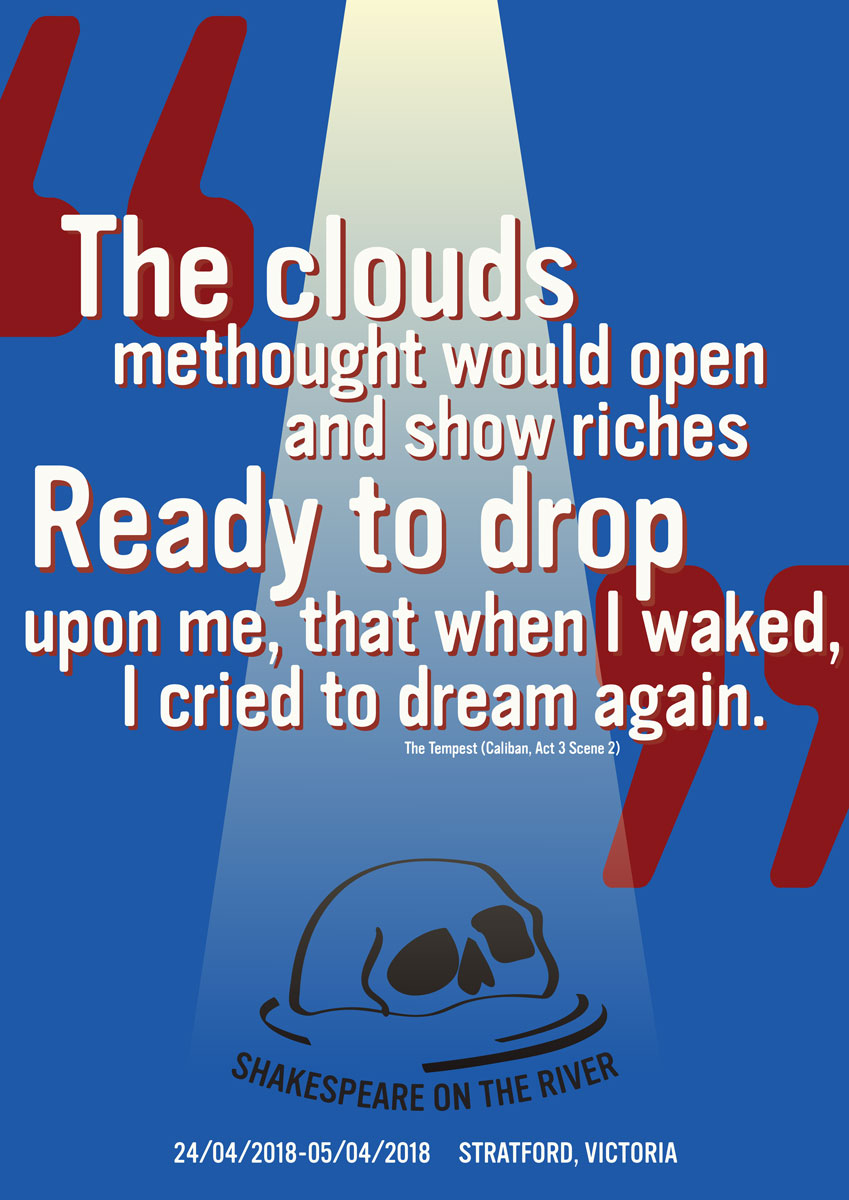 The clouds
methought would open
and show riches
Ready to drop
upon me, that when I waked,
I cried to dream again.
The Tempest (Caliban, Act 3 Scene 2)
SHAKESPEARE ON THE RIVER
24/04/2018-05/04/2018 STRATFORD, VICTORIA